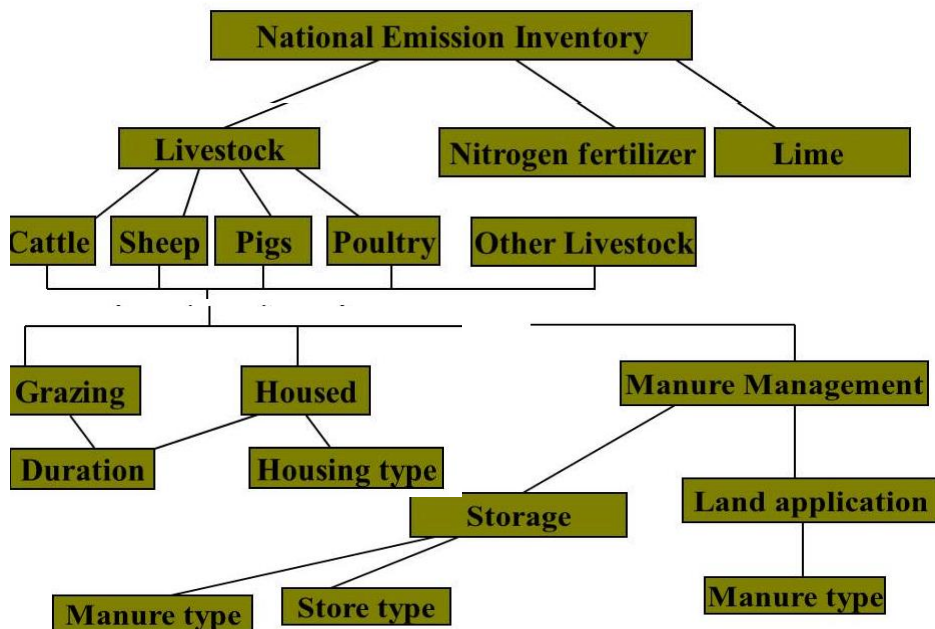 National Emission Inventory
Livestock
Nitrogen fertilizer
Lime
Cattle
Sheep
Pigs
Poultry
Other Livestock
Grazing
Housed
Manure Management
Duration
Housing type
Storage
Land application
Manure type
Store type
Manure type